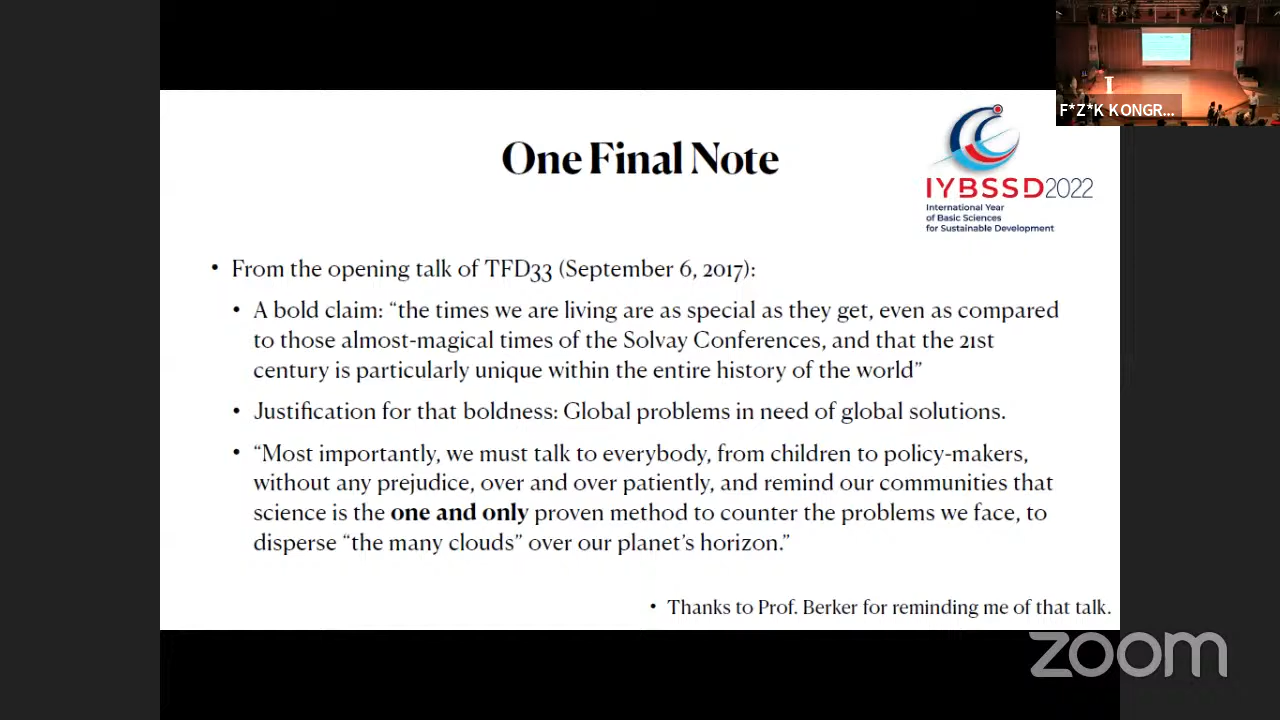 F*Z*K KONGR...
One Final Note
IYBSSD2022
International Year
of Basic Sciences
for Sustainable Development
• From the opening talk of TFD33 (September 6, 2017):
• A bold claim: “the times we are living are as special as they get, even as compared
to those almost-magical times of the Solvay Conferences, and that the 21st
century is particularly unique within the entire history of the world”
• Justification for that boldness: Global problems in need of global solutions.
• “Most importantly, we must talk to everybody, from children to policy-makers,
without any prejudice, over and over patiently, and remind our communities that
science is the one and only proven method to counter the problems we face, to
disperse “the many clouds” over our planet’s horizon.”
• Thanks to Prof. Berker for reminding me of that talk.
zoom